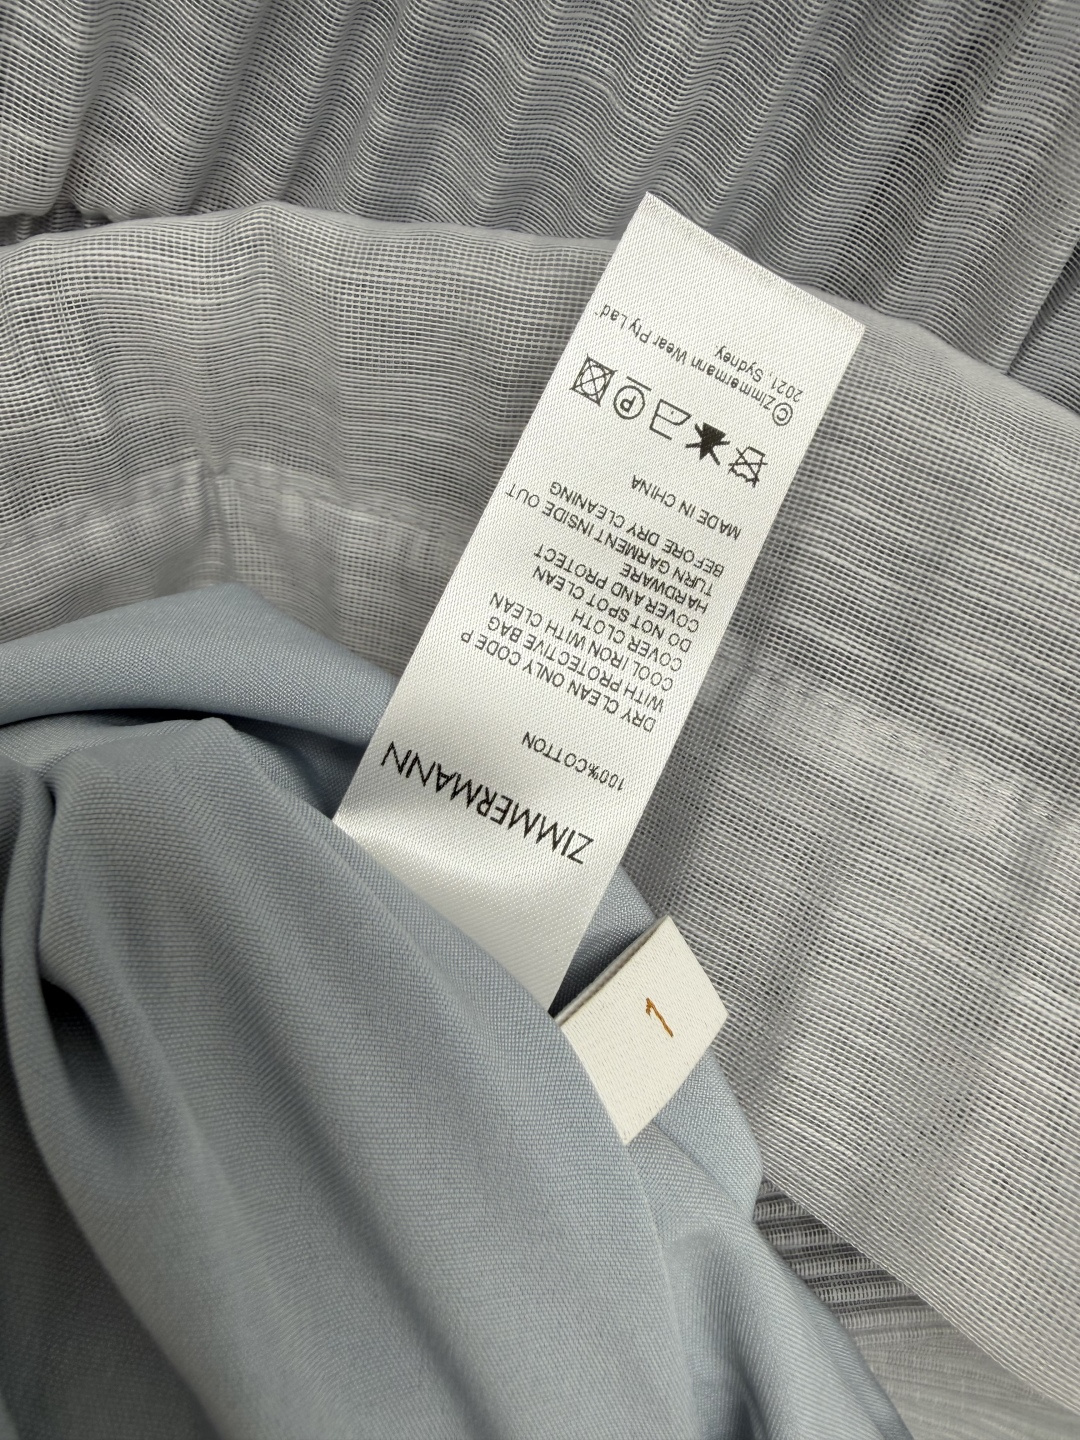 ZIMMERMANN
100%COTTON
DRY CLEAN ONLY CODE P
WITH PROTECTIVE BAG
COOL IRON WITH CLEAN
COVER CLOTH
DO NOT SPOT CLEAN
COVER AND PROTECT
HARDWARE
TURN GARMENT INSIDE OUT
BEFORE DRY CLEANING
MADE IN CHINA
P
©Zimmermann Wear Pty Lad
2021, Sydney
1